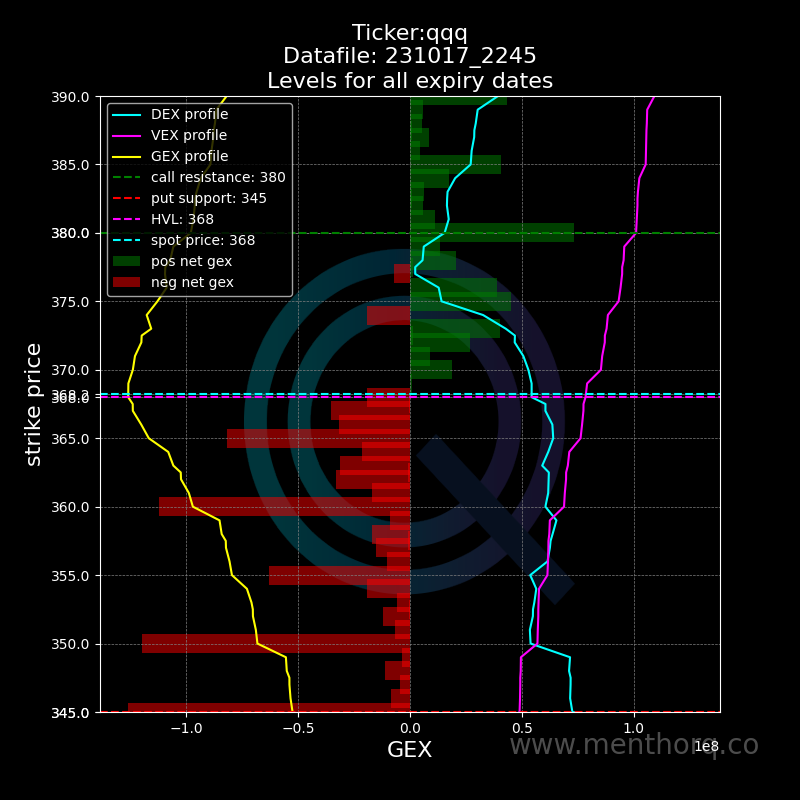 Ticker:qqq
Datafile: 231017_2245
Levels for all expiry dates
DEX profile
VEX profile
GEX profile
call resistance: 380
put support: 345
HVL: 368
spot price: 368
pos net gex
neg net gex
strike price
390.0
385.0
380.0
375.0
370.0
365.0
360.0
355.0
350.0
345.0
−1.0
−0.5
0.0
0.5
1.0
1e8
GEX
www.menthorq.co